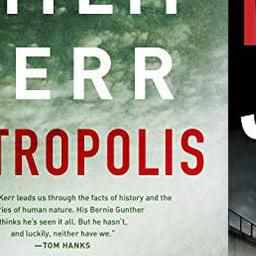 ERR
TROPOLIS
Kerr leads us through the facts of history and the
ries of human nature. His Bernie Gunther
thinks he's seen it all. But he hasn't,
and luckily, neither have we."
—TOM HANKS